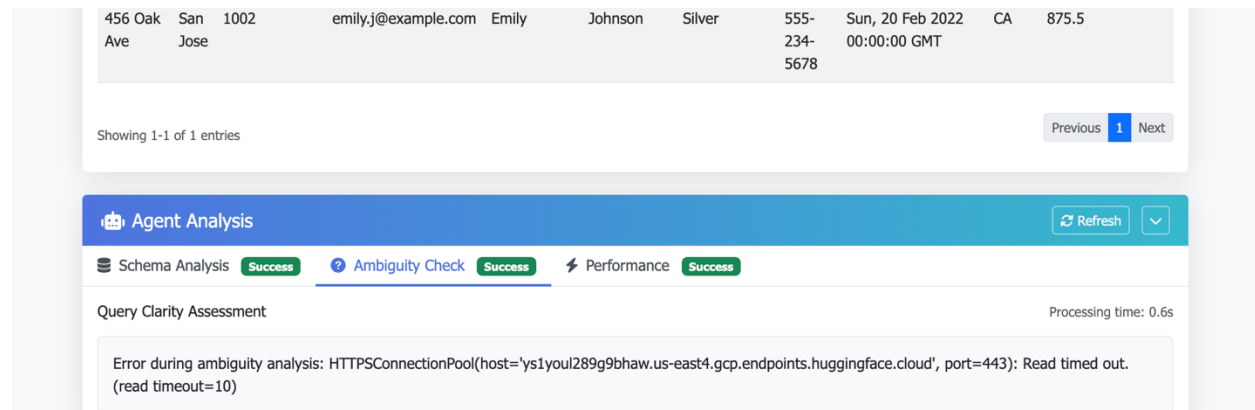 456 Oak San 1002 emily.j@example.com Emily Johnson Silver 555- Sun, 20 Feb 2022 CA 875.5
Ave Jose 234- 00:00:00 GMT
5678
Showing 1-1 of 1 entries Previous 1 Next
Agent Analysis Refresh
Schema Analysis Success Ambiguity Check Success Performance Success
Query Clarity Assessment Processing time: 0.6s
Error during ambiguity analysis: HTTPSConnectionPool(host='ys1youl289g9bhaw.us-east4.gcp.endpoints.huggingface.cloud', port=443): Read timed out.
(read timeout=10)